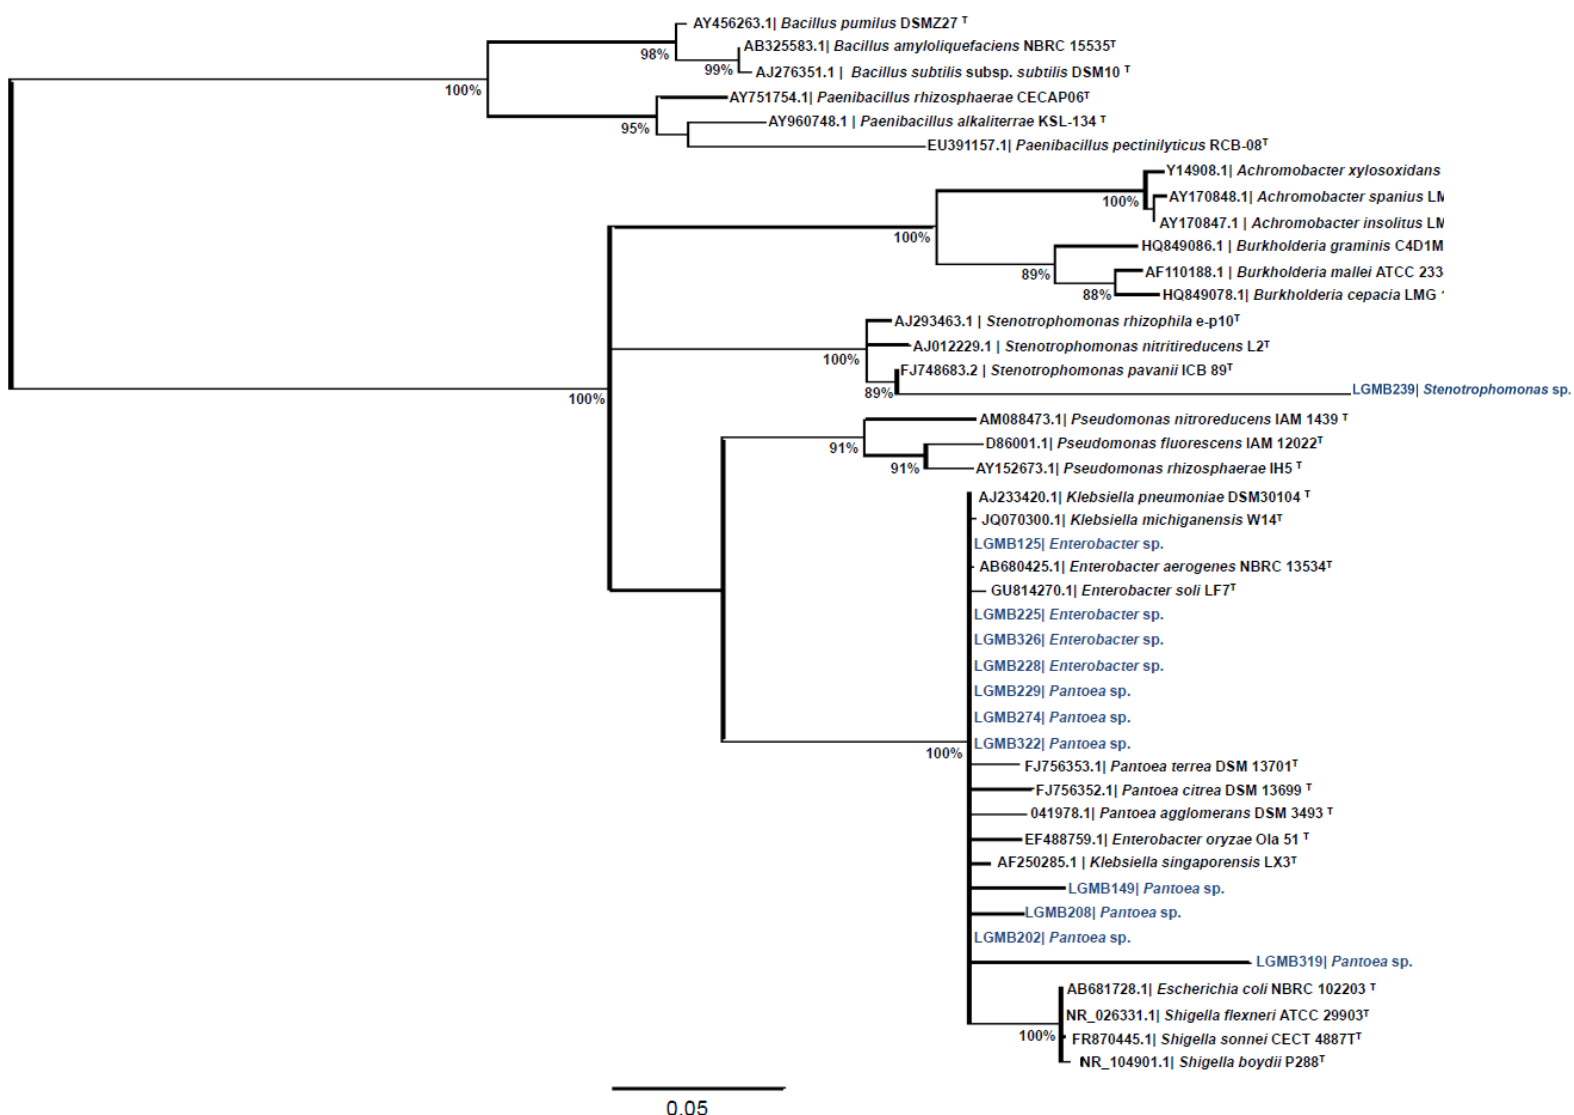 AY456263.1| Bacillus pumilus DSMZ27 T
AB325583.1| Bacillus amyloliquefaciens NBRC 15535T
98%
99%
AJ276351.1 | Bacillus subtilis subsp. subtilis DSM10 T
100%
AY751754.1| Paenibacillus rhizosphaerae CECAP06T
AY960748.1 | Paenibacillus alkaliterrae KSL-134 T
95%
EU391157.1| Paenibacillus pectinilyticus RCB-08T
Y14908.1| Achromobacter xylosoxidans
AY170848.1| Achromobacter spanius LM
100%
AY170847.1| Achromobacter insolitus LM
100%
HQ849086.1| Burkholderia graminis C4D1M
89%
AF110188.1| Burkholderia mallei ATCC 233
88%
HQ849078.1| Burkholderia cepacia LMG 1
AJ293463.1 | Stenotrophomonas rhizophila e-p10T
AJ012229.1 | Stenotrophomonas nitritireducens L2T
100%
FJ748683.2 | Stenotrophomonas pavanii ICB 89T
89%
LGMB239| Stenotrophomonas sp.
100%
AM088473.1| Pseudomonas nitroreducens IAM 1439 T
D86001.1| Pseudomonas fluorescens IAM 12022T
91%
91%
AY152673.1| Pseudomonas rhizosphaerae IH5 T
AJ233420.1| Klebsiella pneumoniae DSM30104 T
JQ070300.1| Klebsiella michiganensis W14T
LGMB125| Enterobacter sp.
AB680425.1| Enterobacter aerogenes NBRC 13534T
GU814270.1| Enterobacter soli LF7T
LGMB225| Enterobacter sp.
LGMB326| Enterobacter sp.
LGMB228| Enterobacter sp.
LGMB229| Pantoea sp.
LGMB274| Pantoea sp.
LGMB322| Pantoea sp.
100%
FJ756353.1| Pantoea terrea DSM 13701T
FJ756352.1| Pantoea citrea DSM 13699 T
041978.1| Pantoea agglomerans DSM 3493 T
EF488759.1| Enterobacter oryzae Ola 51 T
AF250285.1 | Klebsiella singaporensis LX3T
LGMB149| Pantoea sp.
LGMB208| Pantoea sp.
LGMB202| Pantoea sp.
LGMB319| Pantoea sp.
AB681728.1| Escherichia coli NBRC 102203 T
NR_026331.1| Shigella flexneri ATCC 29903T
100%
FR870445.1| Shigella sonnei CECT 4887TT
NR_104901.1| Shigella boydii P288T
0.05